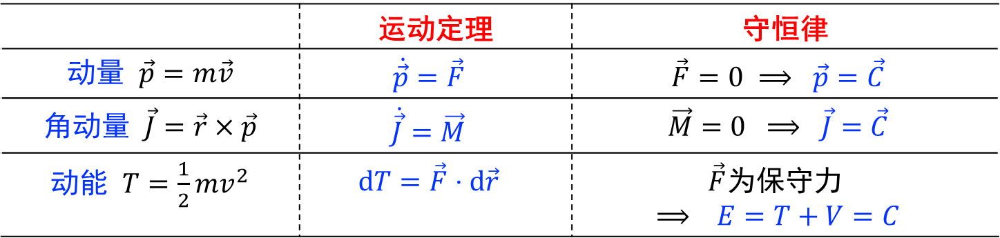 运动定理 守恒律
动量 $\vec{p} = m\vec{v}$ $\dot{\vec{p}} = \vec{F}$ $\vec{F} = 0 \implies \vec{p} = \vec{C}$
角动量 $\vec{J} = \vec{r} \times \vec{p}$ $\dot{\vec{J}} = \overrightarrow{M}$ $\overrightarrow{M} = 0 \implies \vec{J} = \vec{C}$
动能 $T = \frac{1}{2}mv^2$ $\mathrm{d}T = \vec{F} \cdot \mathrm{d}\vec{r}$ $\vec{F}$为保守力
$\implies E = T + V = C$